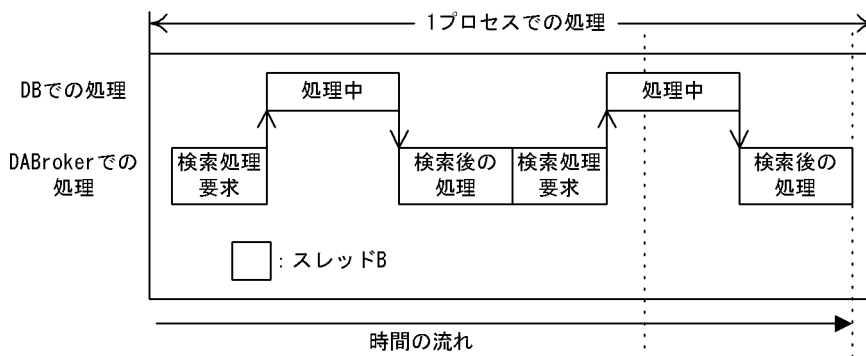 1プロセスでの処理
DBでの処理
処理中
処理中
DABrokerでの
処理
検索処理
要求
検索後の
処理
検索処理
要求
検索後の
処理
：スレッドB
時間の流れ